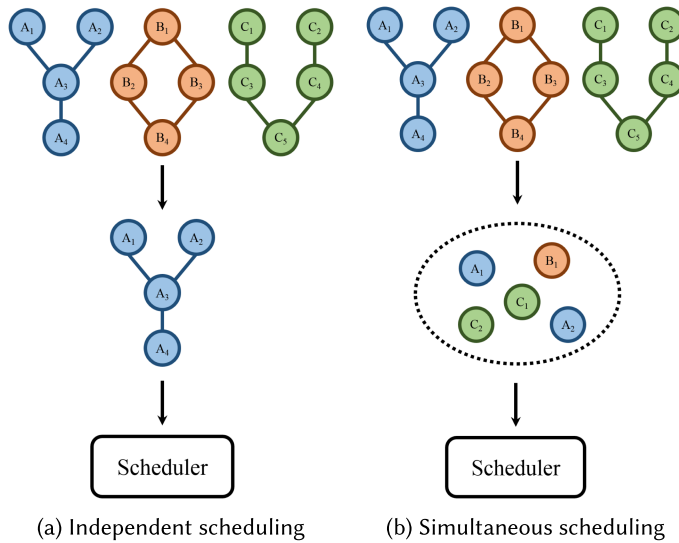 A₁ A₂ B₁ C₁ C₂ A₁ A₂ B₁ C₁ C₂
A₃ B₂ B₃ C₃ C₄ A₃ B₂ B₃ C₃ C₄
A₄ B₄ C₅ A₄ B₄ C₅
A₁ A₂
A₃
A₄
A₁ B₁
C₁
C₂ A₂
Scheduler Scheduler
(a) Independent scheduling (b) Simultaneous scheduling